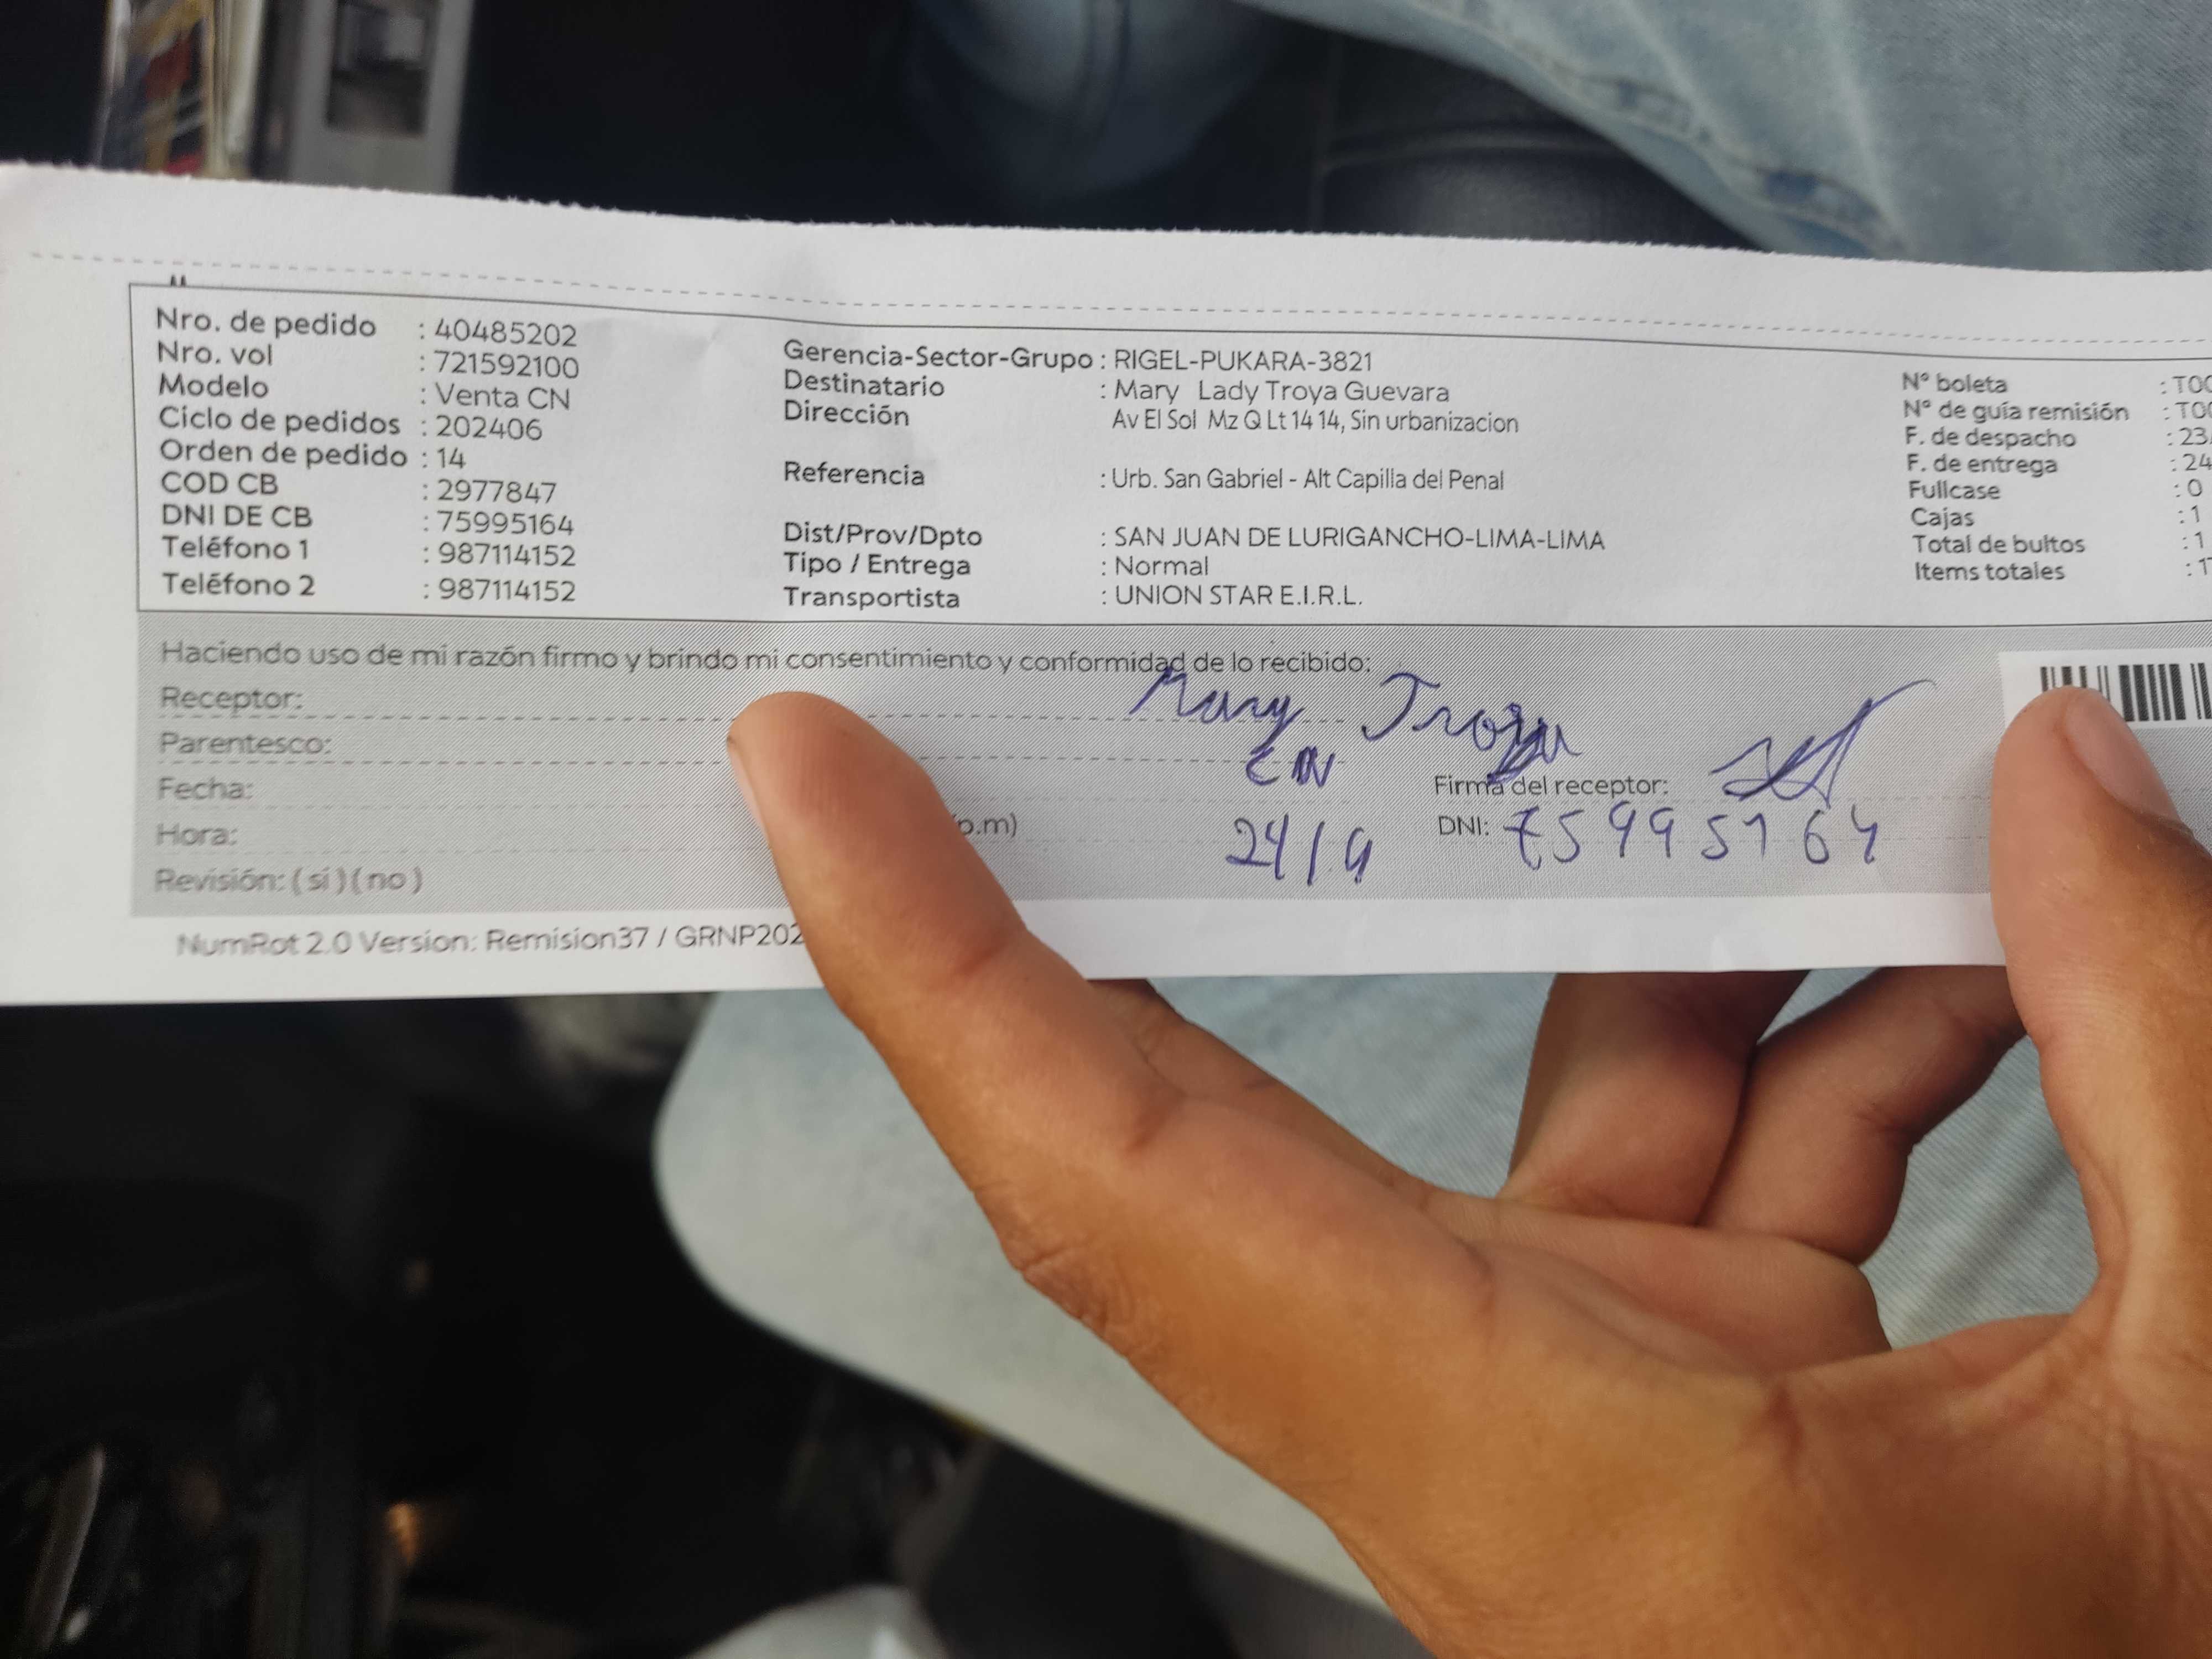 Nro. de pedido : 40485202
Nro. vol : 721592100
Modelo : Venta CN
Ciclo de pedidos : 202406
Orden de pedido : 14
COD CB : 2977847
DNI DE CB : 75995164
Teléfono 1 : 987114152
Teléfono 2 : 987114152
Gerencia-Sector-Grupo : RIGEL-PUKARA-3821
Destinatario : Mary Lady Troya Guevara
Dirección Av El Sol Mz Q Lt 14 14, Sin urbanizacion
Referencia : Urb. San Gabriel - Alt Capilla del Penal
Dist/Prov/Dpto : SAN JUAN DE LURIGANCHO-LIMA-LIMA
Tipo / Entrega : Normal
Transportista : UNION STAR E.I.R.L.
N° boleta : T00
N° de guía remisión : T00
F. de despacho : 23
F. de entrega : 24
Fullcase : 0
Cajas : 1
Total de bultos : 1
Items totales : 1
Haciendo uso de mi razón firmo y brindo mi consentimiento y conformidad de lo recibido:
Receptor: Mary Troya
Parentesco: CN
Fecha: Firma del receptor:
Hora: p.m) 24/4 DNI: 75995164
Revisión: ( si ) ( no )
NumRot 2.0 Version: Remision37 / GRNP202